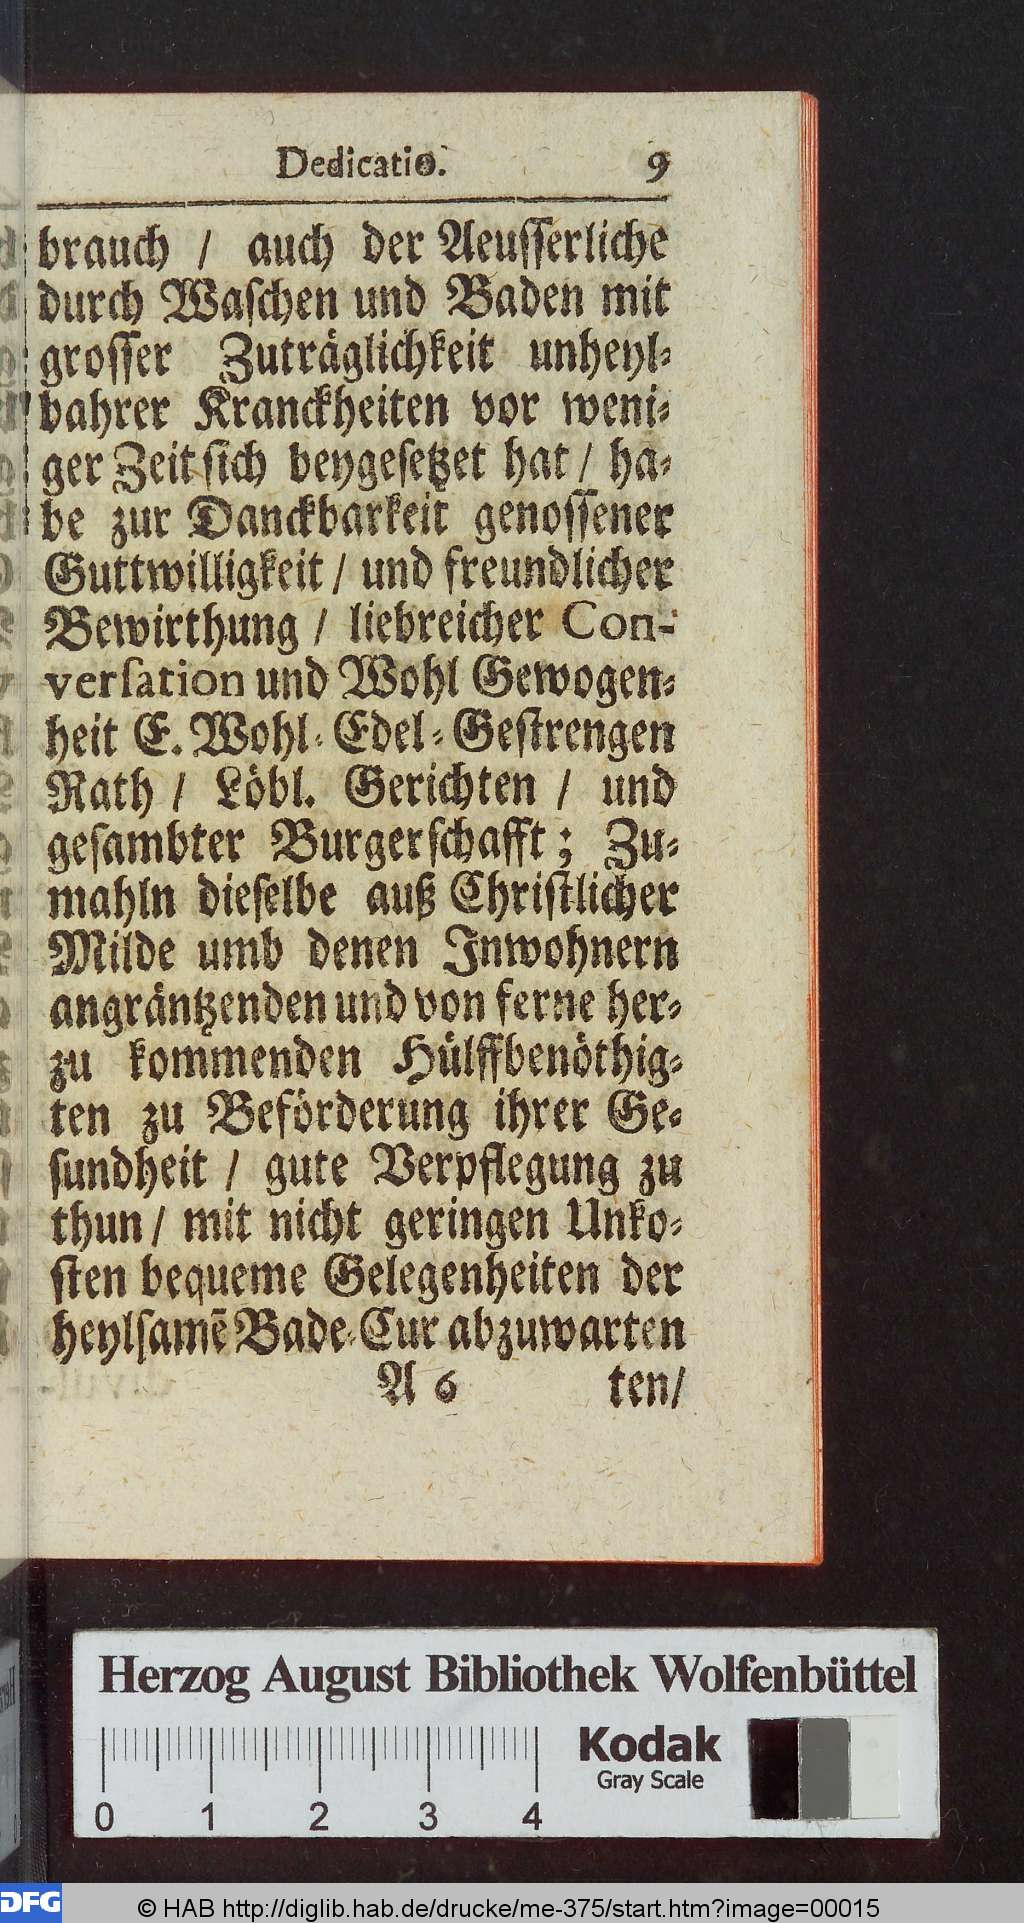 Dedicatio. 9
brauch / auch der Aeusserliche
durch Waschen und Baden mit
grosser Zuträglichkeit unheyl-
bahrer Kranckheiten vor weni-
ger Zeit sich beygesetzet hat / ha-
be zur Danckbarkeit genossener
Guttwilligkeit / und freundlicher
Bewirthung / liebreicher Con-
versation und Wohl Gewogen-
heit E. Wohl-Edel-Gestrengen
Rath / Löbl. Gerichten / und
gesambter Burgerschafft; Zu-
mahln dieselbe auß Christlicher
Milde umb denen Inwohnern
angräntzenden und von ferne her-
zu kommenden Hülffbenöthig-
ten zu Beförderung ihrer Ge-
sundheit / gute Verpflegung zu
thun / mit nicht geringen Unko-
sten bequeme Gelegenheiten der
heylsamē Bade-Cur abzuwarten
A 6 ten/
Herzog August Bibliothek Wolfenbüttel
Kodak
Gray Scale
0 1 2 3 4
DFG
© HAB http://diglib.hab.de/drucke/me-375/start.htm?image=00015